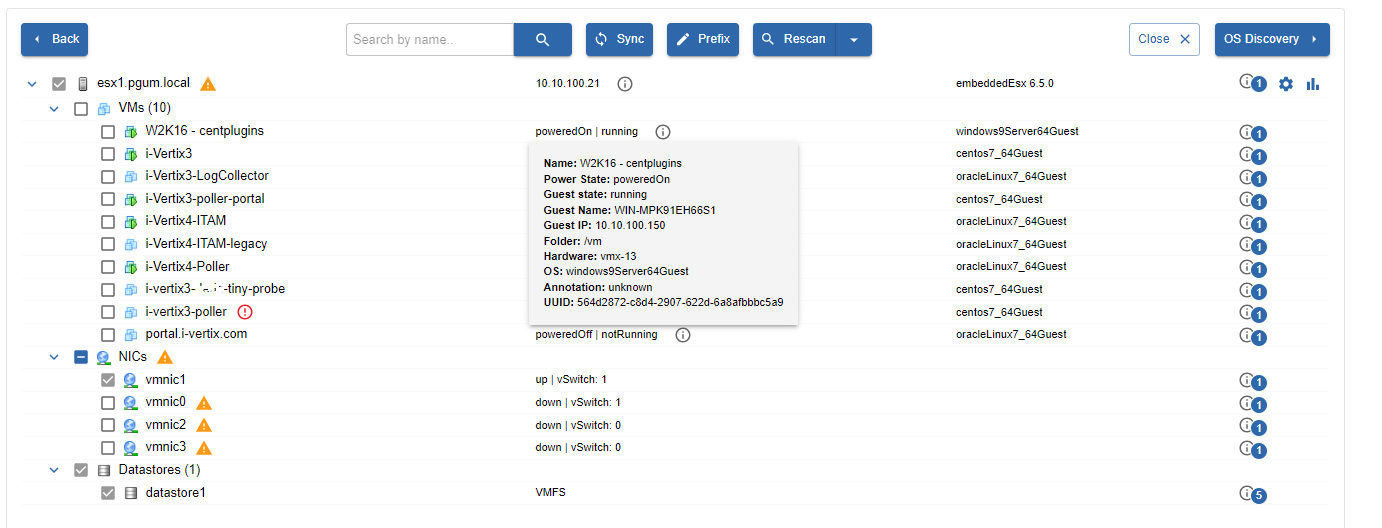 Back Search by name.. Sync Prefix Rescan Close OS Discovery
esx1.pgum.local 10.10.100.21 embeddedEsx 6.5.0 1
VMs (10)
W2K16 - centplugins poweredOn | running windows9Server64Guest 1
i-Vertix3 centos7_64Guest 1
i-Vertix3-LogCollector oracleLinux7_64Guest 1
i-Vertix3-poller-portal centos7_64Guest 1
i-Vertix4-ITAM oracleLinux7_64Guest 1
i-Vertix4-ITAM-legacy oracleLinux7_64Guest 1
i-Vertix4-Poller oracleLinux7_64Guest 1
i-vertix3- -tiny-probe centos7_64Guest 1
i-vertix3-poller centos7_64Guest 1
portal.i-vertix.com poweredOff | notRunning oracleLinux7_64Guest 1
Name: W2K16 - centplugins
Power State: poweredOn
Guest state: running
Guest Name: WIN-MPK91EH66S1
Guest IP: 10.10.100.150
Folder: /vm
Hardware: vmx-13
OS: windows9Server64Guest
Annotation: unknown
UUID: 564d2872-c8d4-2907-622d-6a8afbbbc5a9
NICs
vmnic1 up | vSwitch: 1 1
vmnic0 down | vSwitch: 1 1
vmnic2 down | vSwitch: 0 1
vmnic3 down | vSwitch: 0 1
Datastores (1)
datastore1 VMFS 5